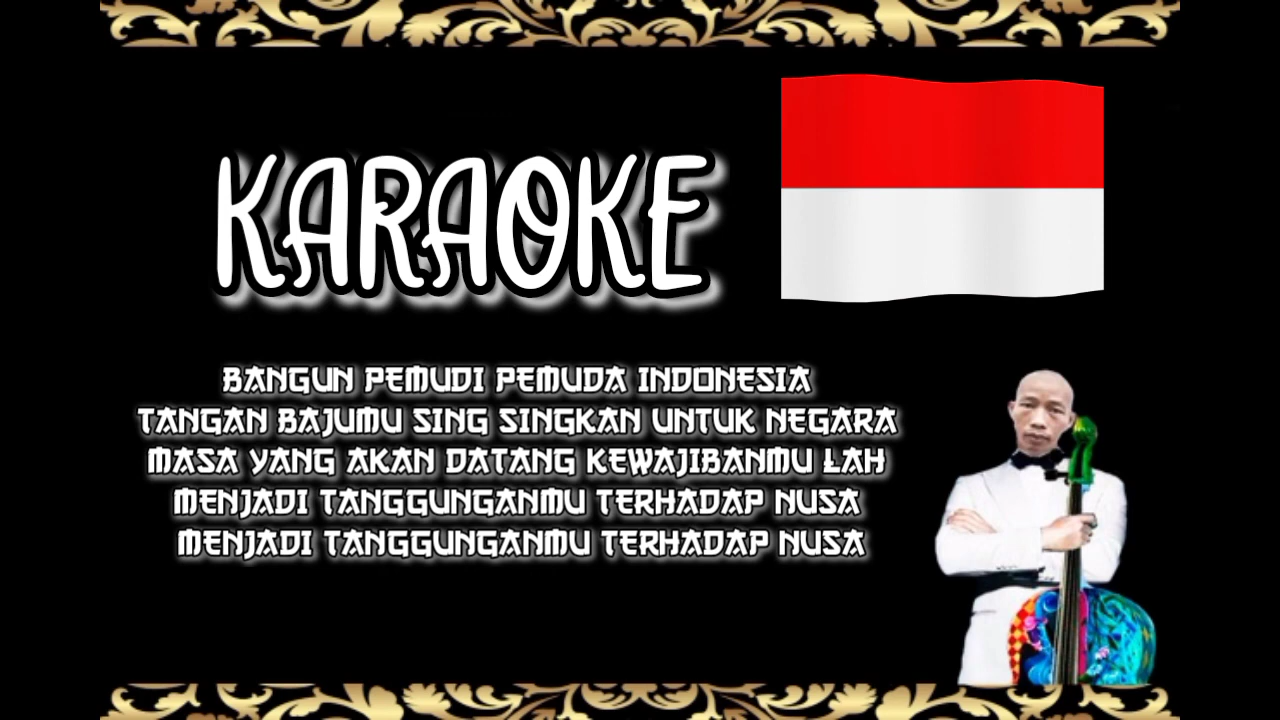 KARAOKE
BANGUN PEMUDI PEMUDA INDONESIA
TANGAN BAJUMU SING SINGKAN UNTUK NEGARA
MASA YANG AKAN DATANG KEWAJIBANMU LAH
MENJADI TANGGUNGANMU TERHADAP NUSA
MENJADI TANGGUNGANMU TERHADAP NUSA